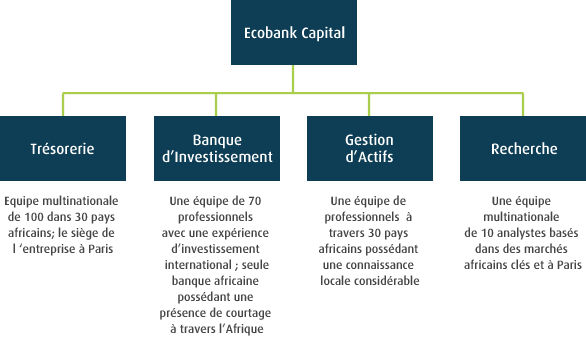 Ecobank Capital
Trésorerie
Banque
d’Investissement
Gestion
d’Actifs
Recherche
Equipe multinationale
de 100 dans 30 pays
africains; le siège de
l ‘entreprise à Paris
Une équipe de 70
professionnels
avec une expérience
d’investissement
international ; seule
banque africaine
possédant une
présence de courtage
à travers l’Afrique
Une équipe de
professionnels à
travers 30 pays
africains possédant
une connaissance
locale considérable
Une équipe
multinationale
de 10 analystes basés
dans des marchés
africains clés et à Paris